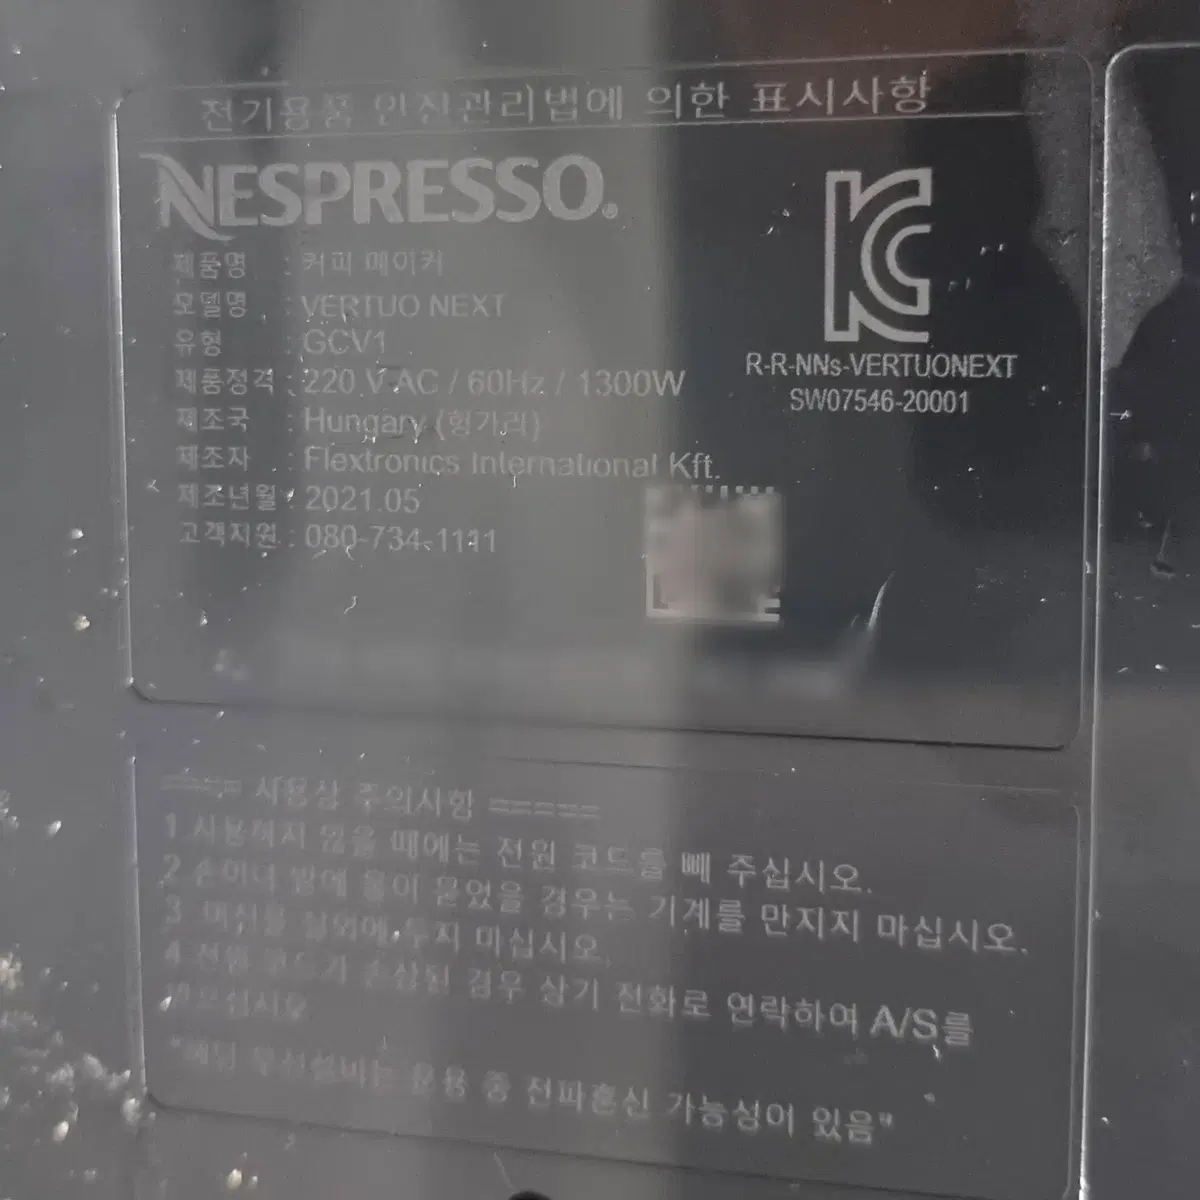 전기용품 안전관리법에 의한 표시사항
NESPRESSO.
제품명 : 커피 메이커
모델명 : VERTUO NEXT
유형 : GCV1
제품정격 : 220 V AC / 60Hz / 1300W
제조국 : Hungary (헝가리)
제조자 : Flextronics International Kft.
제조년월 : 2021.05
고객지원 : 080-734-1111
R-R-NNs-VERTUONEXT
SW07546-20001
===== 사용상 주의사항 =====
1 사용하지 않을 때에는 전원 코드를 빼 주십시오.
2 손이나 발에 물이 묻었을 경우는 기계를 만지지 마십시오.
3 머신을 실외에 두지 마십시오.
4 전원 코드가 손상된 경우 상기 전화로 연락하여 A/S를
받으십시오
"해당 무선설비는 운용 중 전파혼신 가능성이 있음"